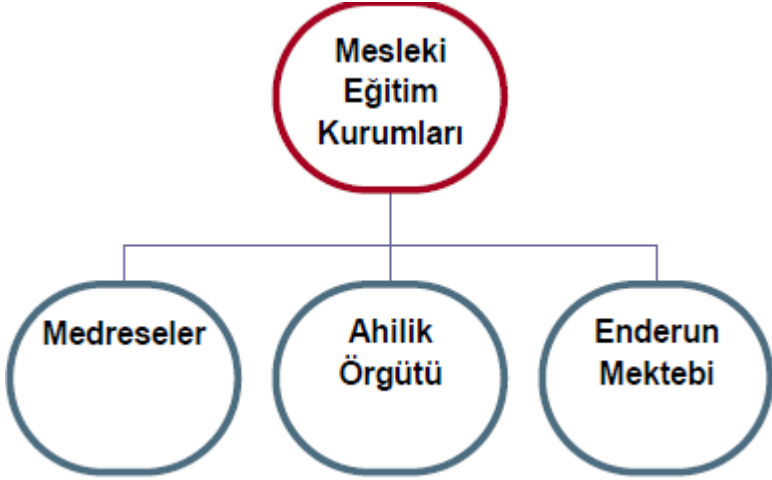 Mesleki
Eğitim
Kurumları
Medreseler
Ahilik
Örgütü
Enderun
Mektebi